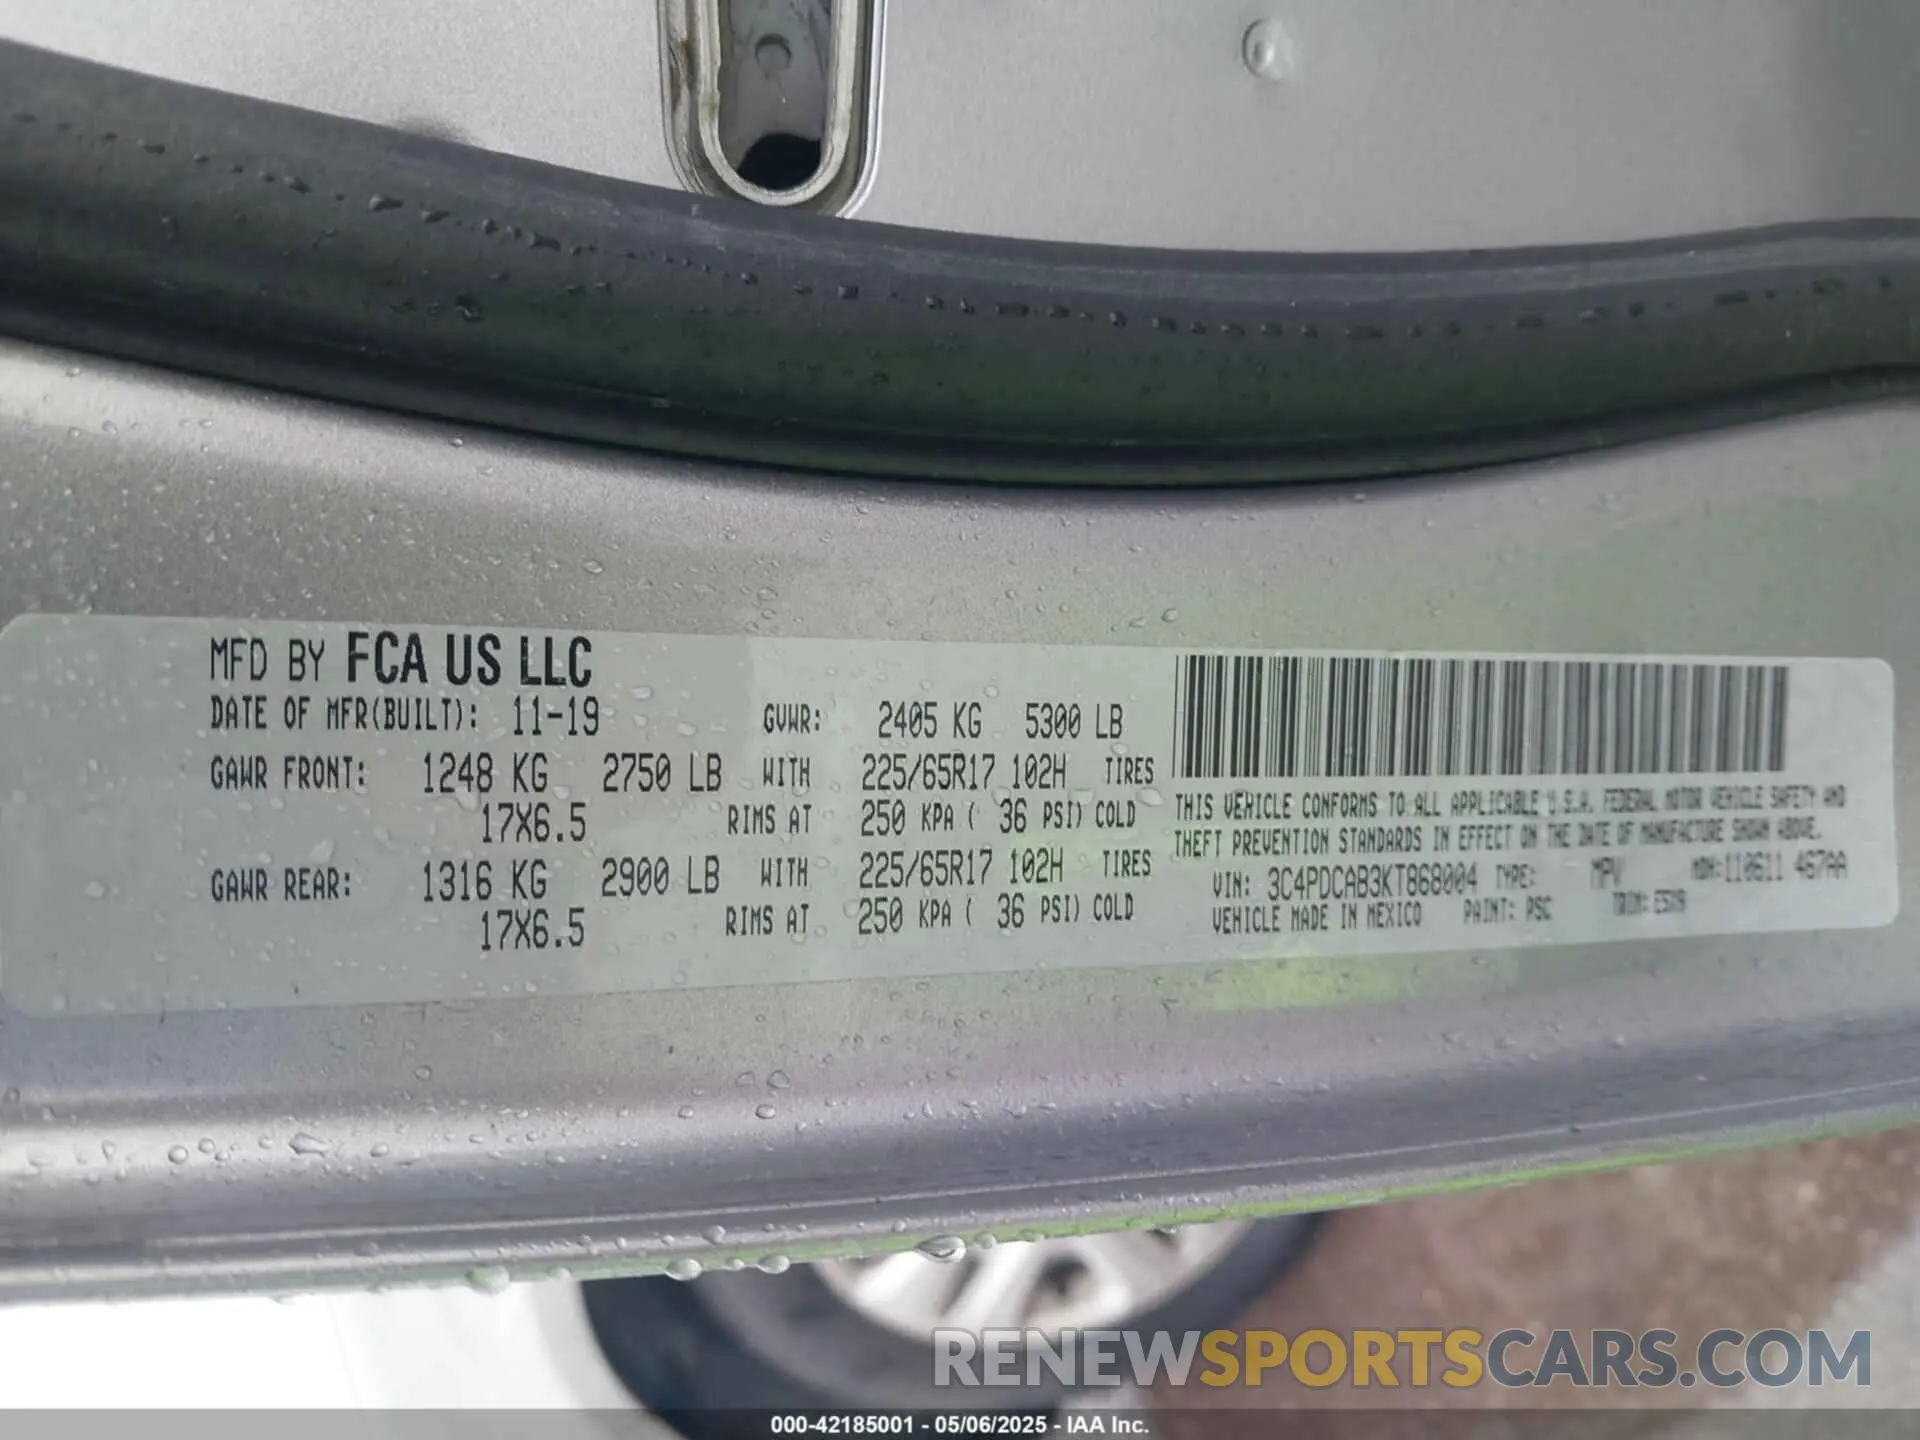 MFD BY FCA US LLC
DATE OF MFR(BUILT): 11-19 GVWR: 2405 KG 5300 LB
GAWR FRONT: 1248 KG 2750 LB WITH 225/65R17 102H TIRES
17X6.5 RIMS AT 250 KPA ( 36 PSI) COLD
GAWR REAR: 1316 KG 2900 LB WITH 225/65R17 102H TIRES
17X6.5 RIMS AT 250 KPA ( 36 PSI) COLD
THIS VEHICLE CONFORMS TO ALL APPLICABLE U.S.A. FEDERAL MOTOR VEHICLE SAFETY AND
THEFT PREVENTION STANDARDS IN EFFECT ON THE DATE OF MANUFACTURE SHOWN ABOVE.
VIN: 3C4PDCAB3KT868004 TYPE: MPV MDH: 110611 467AA
VEHICLE MADE IN MEXICO PAINT: PSC TRIM:
RENEWSPORTSCARS.COM
000-42185001 - 05/06/2025 - IAA Inc.